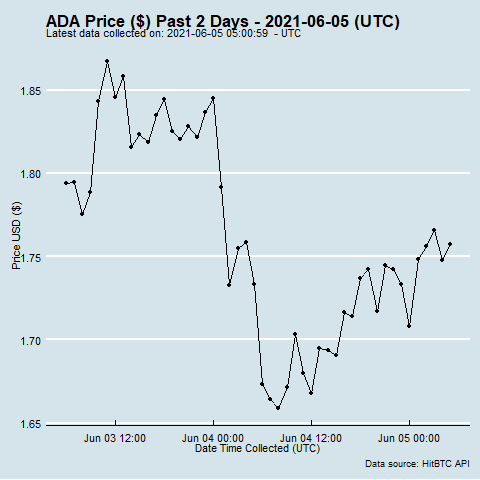 ADA Price ($) Past 2 Days - 2021-06-05 (UTC)
Latest data collected on: 2021-06-05 05:00:59  - UTC
1.85
1.80
1.75
1.70
1.65
Price USD ($)
Jun 03 12:00
Jun 04 00:00
Jun 04 12:00
Jun 05 00:00
Date Time Collected (UTC)
Data source: HitBTC API